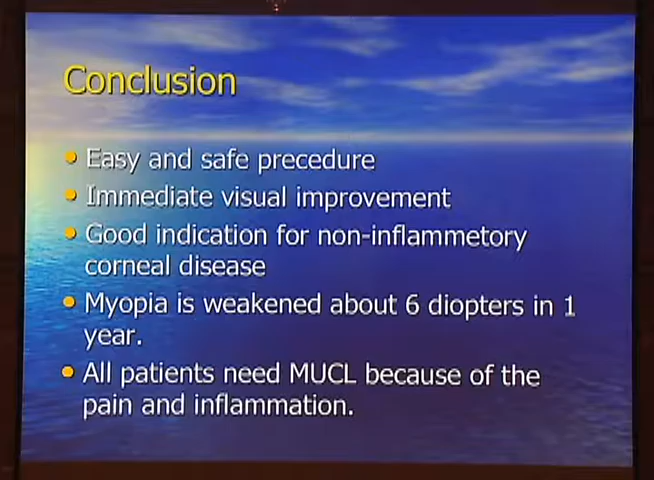 Conclusion
Easy and safe precedure
Immediate visual improvement
Good indication for non-inflammetory
corneal disease
Myopia is weakened about 6 diopters in 1
year.
All patients need MUCL because of the
pain and inflammation.